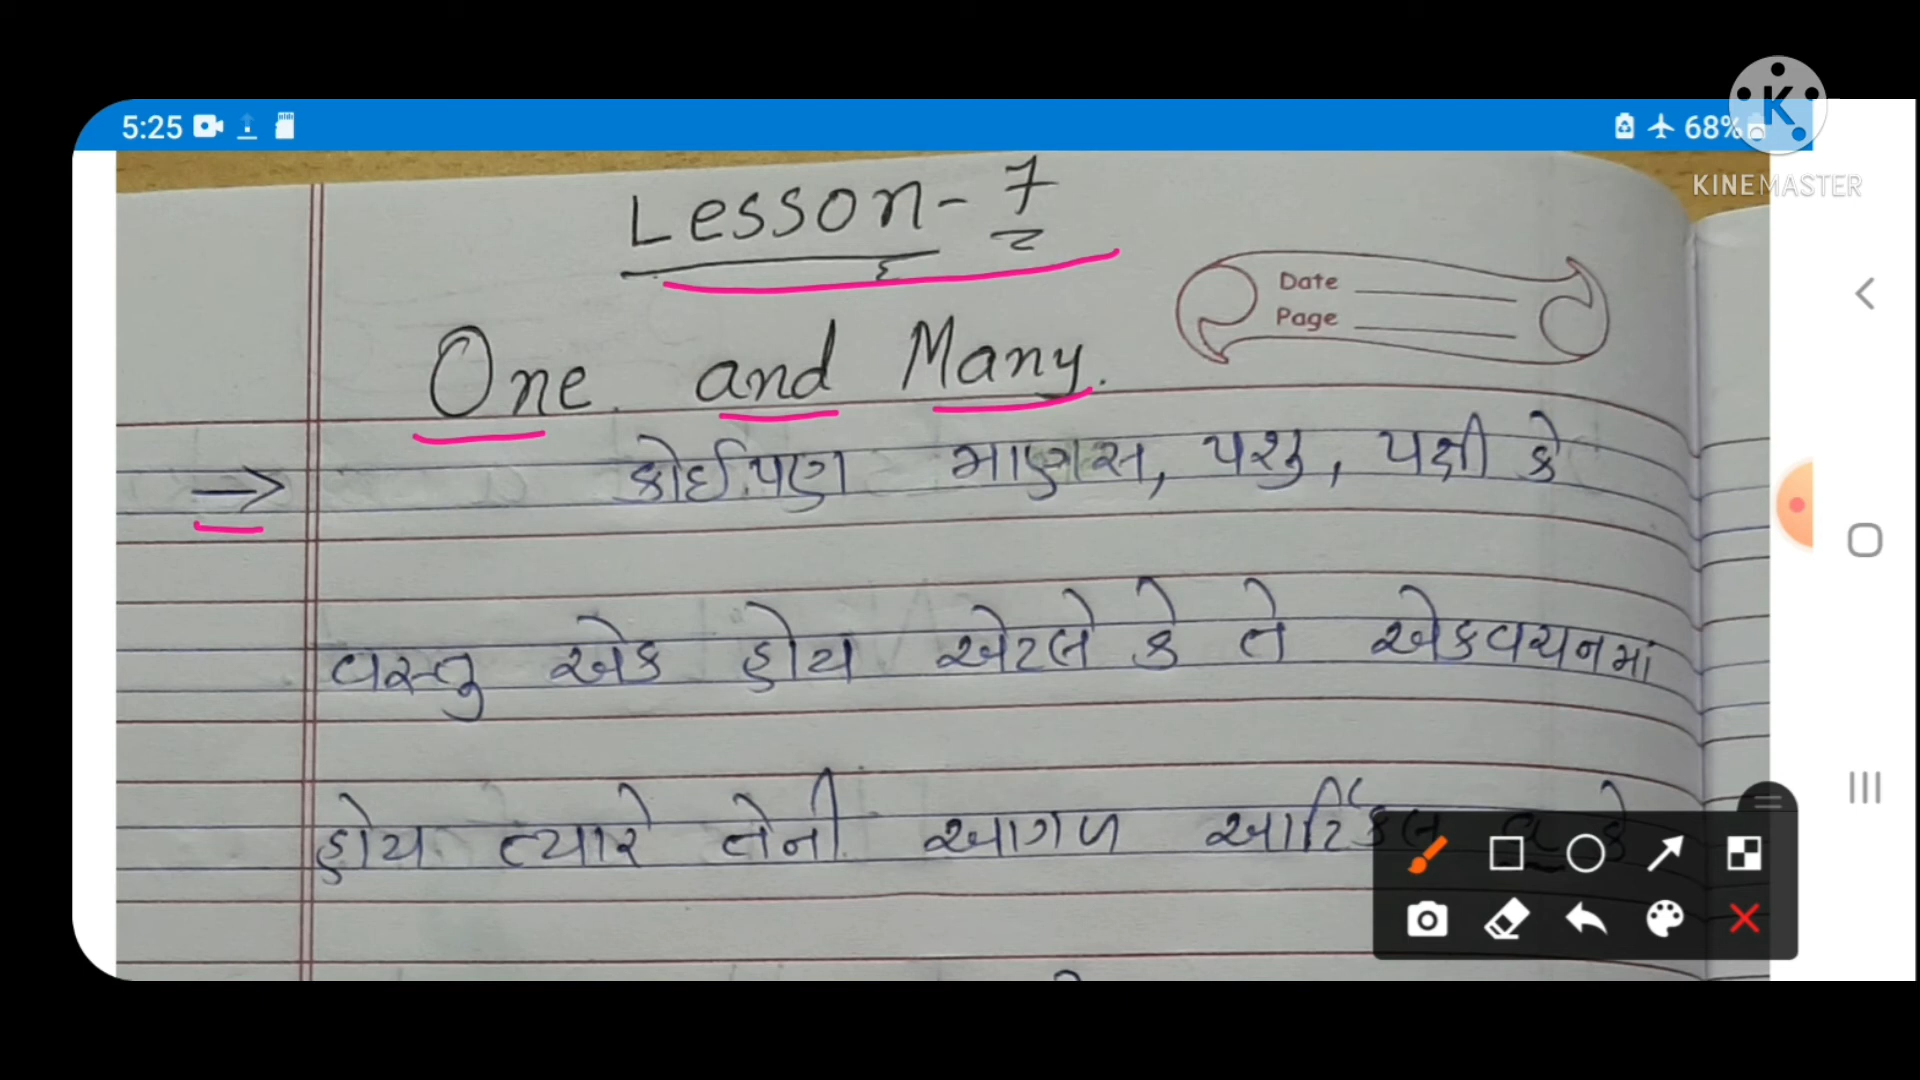 5:25
68%
KINEMASTER
Lesson-7
Date
Page
One and Many.
કોઈપણ માણસ, પશુ, પક્ષી કે
વસ્તુ એક હોય એટલે કે તે એકવચનમાં
હોય ત્યારે તેની આગળ આર્ટિકલ કે